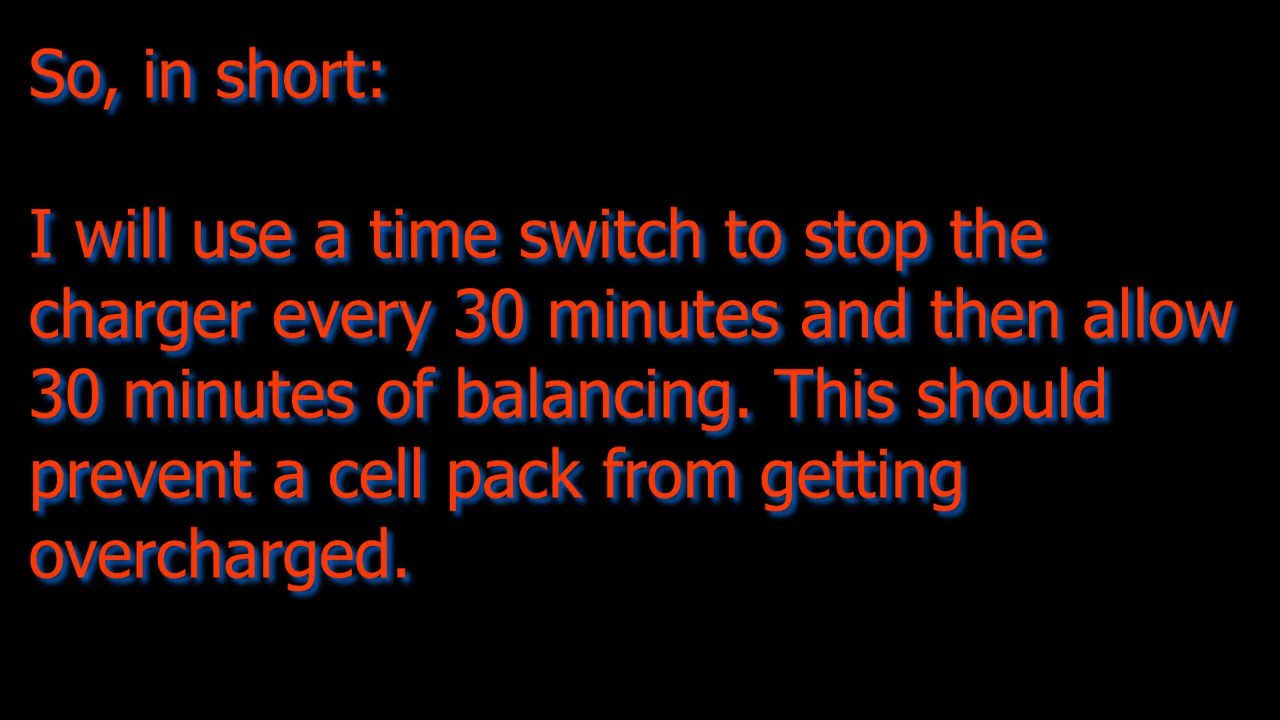 So, in short:
I will use a time switch to stop the
charger every 30 minutes and then allow
30 minutes of balancing. This should
prevent a cell pack from getting
overcharged.